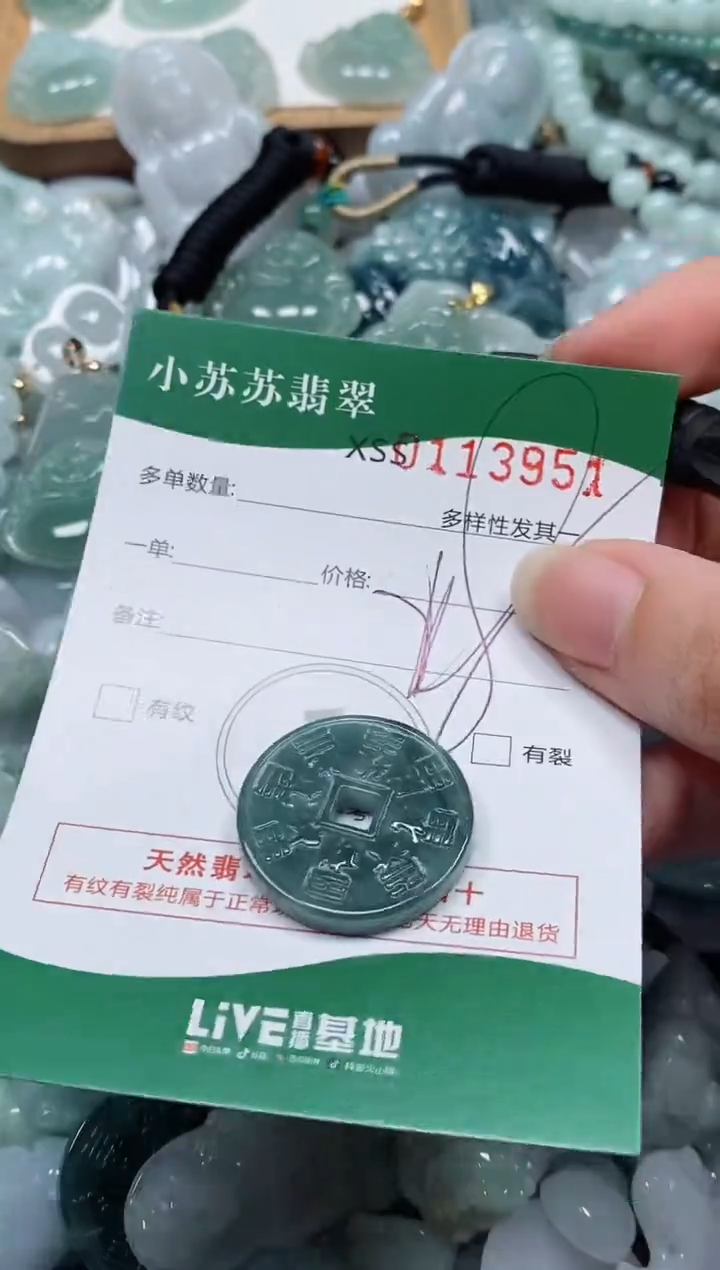 小苏苏翡翠
XSS0113951
多单数量:
多样性发其一
一单:
价格:
备注:
有纹
有裂
天然翡
有纹有裂纯属于正常
天无理由退货
LiVE直播基地